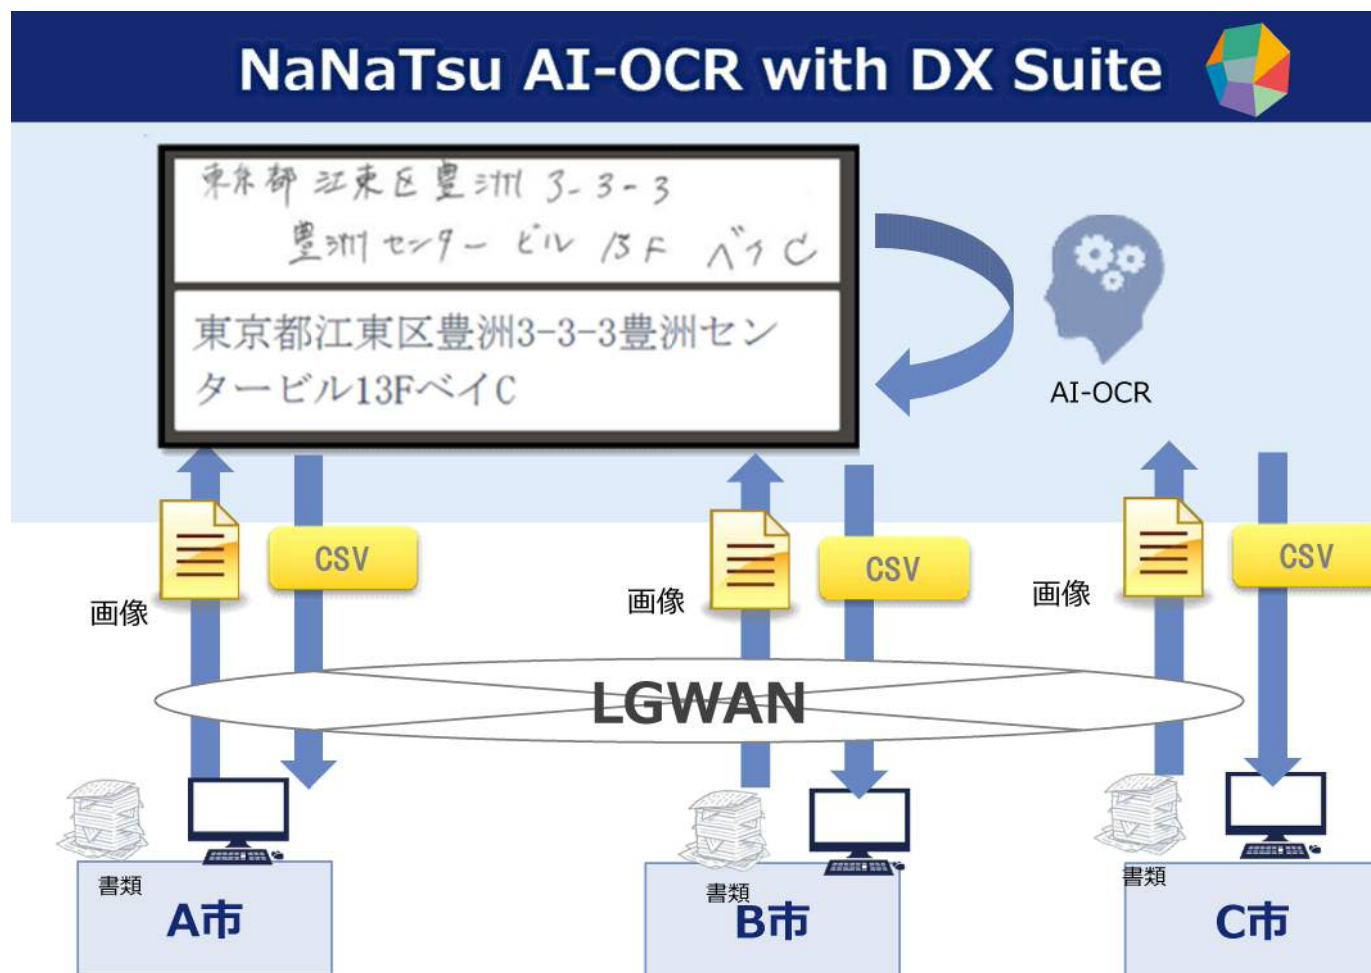 NaNaTsu AI-OCR with DX Suite
東京都江東区豊洲 3-3-3
豊洲センタービル 13F ベイC
東京都江東区豊洲3-3-3豊洲セン
タービル13FベイC
AI-OCR
画像
CSV
画像
CSV
画像
CSV
LGWAN
書類
A市
書類
B市
書類
C市